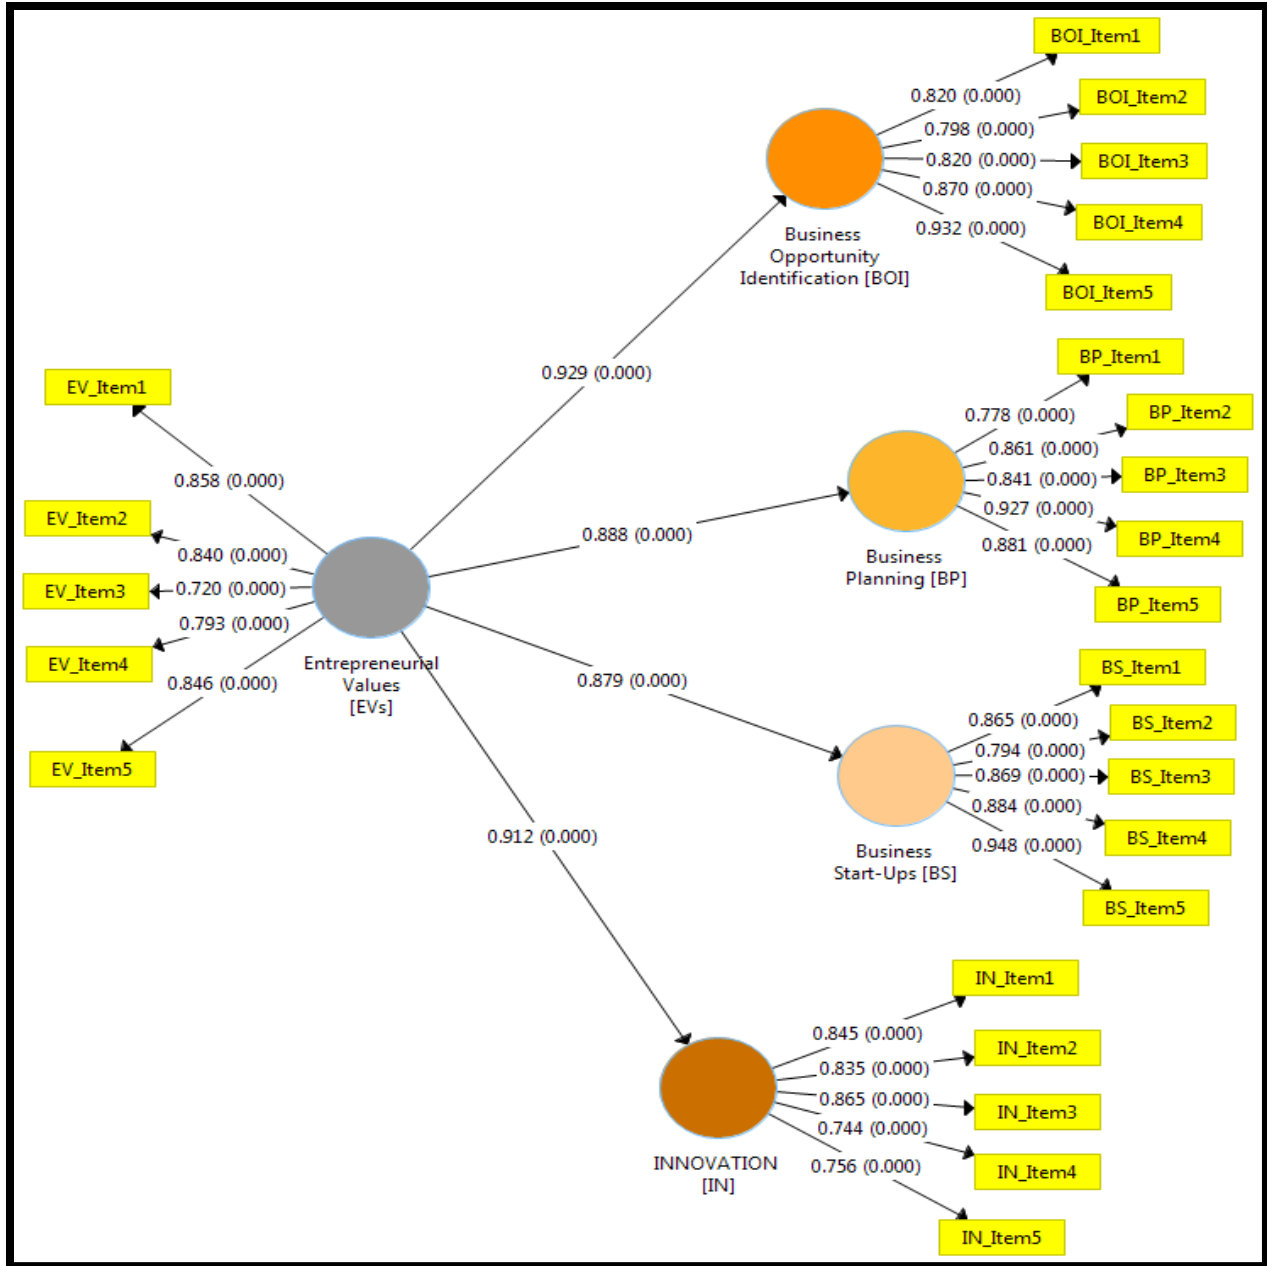 BOI_Item1
0.820 (0.000)
BOI_Item2
0.798 (0.000)
0.820 (0.000)
BOI_Item3
0.870 (0.000)
BOI_Item4
0.932 (0.000)
BOI_Item5
Business
Opportunity
Identification [BOI]
0.929 (0.000)
BP_Item1
0.778 (0.000)
BP_Item2
0.861 (0.000)
0.841 (0.000)
BP_Item3
0.927 (0.000)
BP_Item4
0.881 (0.000)
BP_Item5
Business
Planning [BP]
0.888 (0.000)
EV_Item1
0.858 (0.000)
EV_Item2
0.840 (0.000)
EV_Item3
0.720 (0.000)
0.793 (0.000)
EV_Item4
0.846 (0.000)
EV_Item5
Entrepreneurial
Values
[EVs]
0.879 (0.000)
BS_Item1
0.865 (0.000)
BS_Item2
0.794 (0.000)
0.869 (0.000)
BS_Item3
0.884 (0.000)
BS_Item4
0.948 (0.000)
BS_Item5
Business
Start-Ups [BS]
0.912 (0.000)
IN_Item1
0.845 (0.000)
IN_Item2
0.835 (0.000)
0.865 (0.000)
IN_Item3
0.744 (0.000)
IN_Item4
0.756 (0.000)
IN_Item5
INNOVATION
[IN]